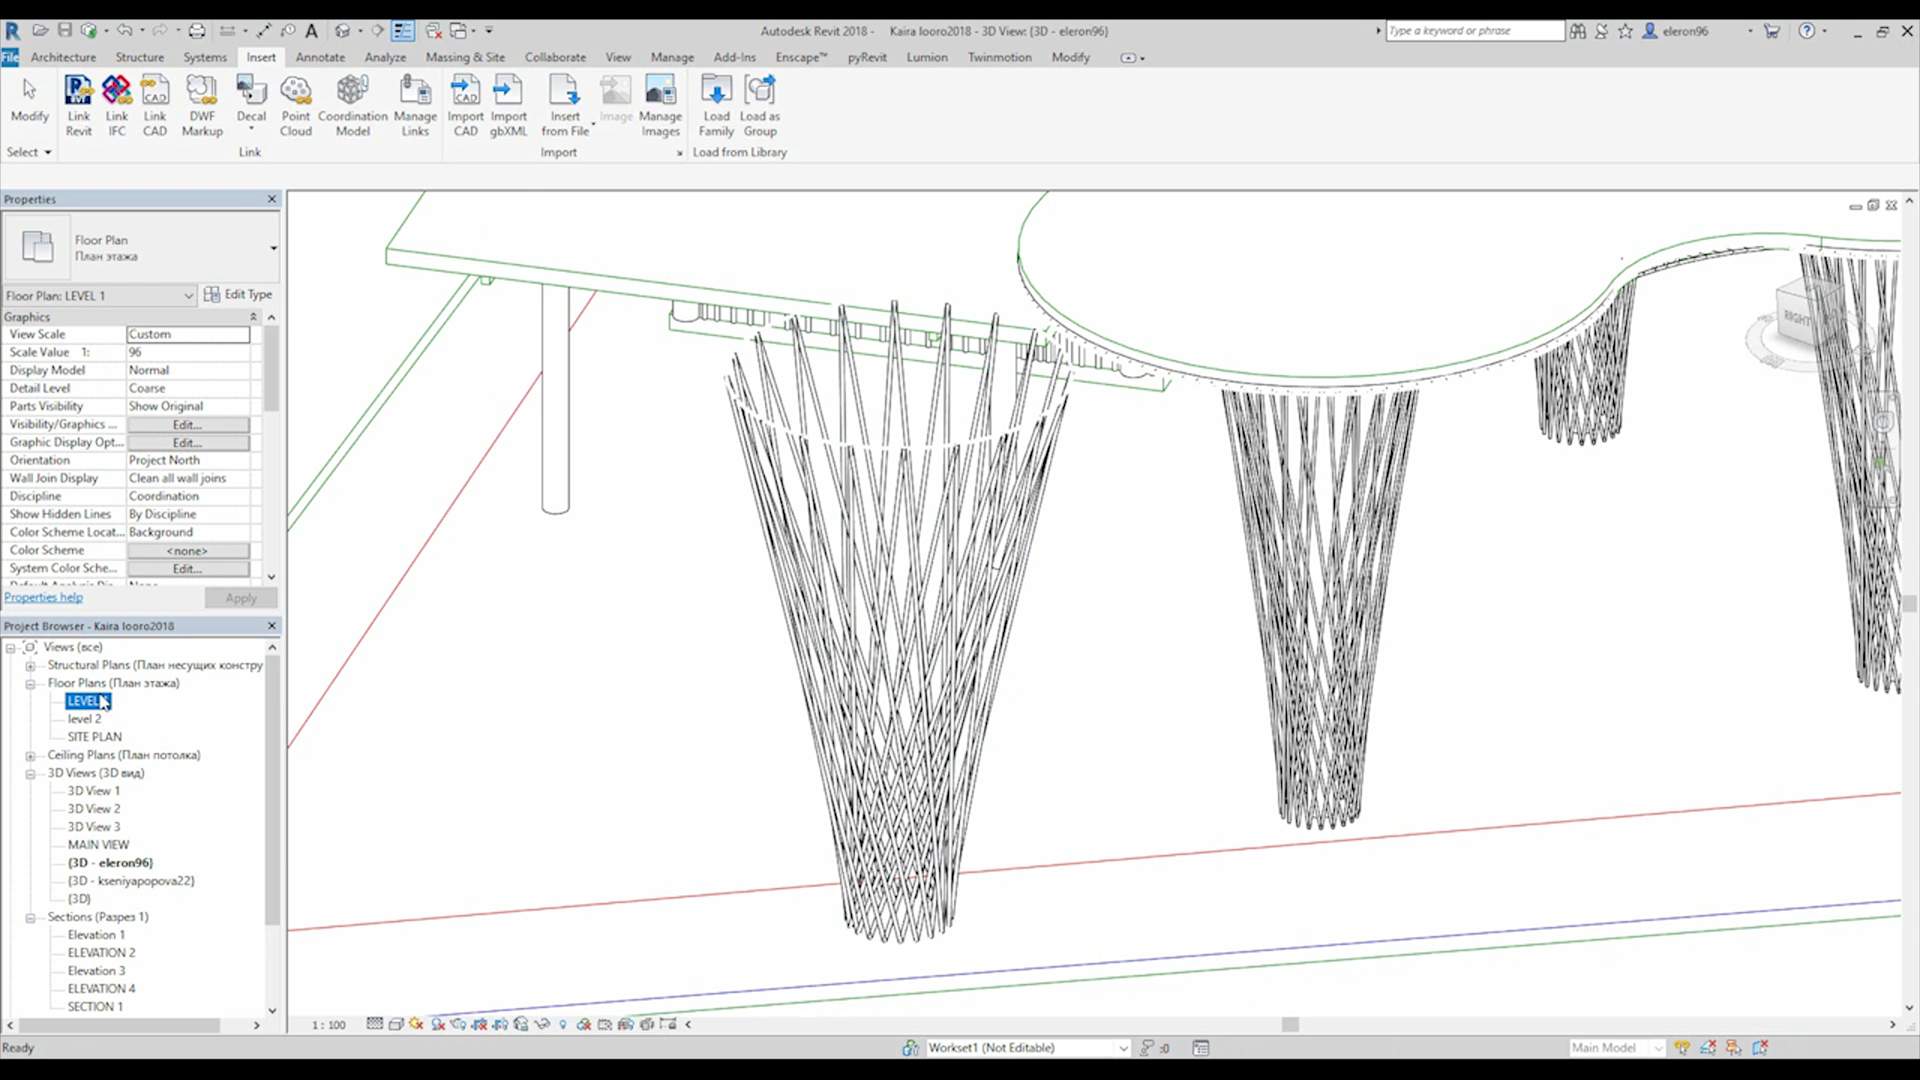 Autodesk Revit 2018 - Kaira looro2018 - 3D View: {3D - eleron96}
Type a keyword or phrase
eleron96
File Architecture Structure Systems Insert Annotate Analyze Massing & Site Collaborate View Manage Add-Ins Enscape™ pyRevit Lumion Twinmotion Modify
Modify
Link Revit
Link IFC
Link CAD
DWF Markup
Decal
Point Cloud
Coordination Model
Manage Links
Import CAD
Import gbXML
Insert from File
Image
Manage Images
Load Family
Load as Group
Select
Link
Import
Load from Library
Properties
Floor Plan
План этажа
Floor Plan: LEVEL 1
Edit Type
Graphics
View Scale Custom
Scale Value 1: 96
Display Model Normal
Detail Level Coarse
Parts Visibility Show Original
Visibility/Graphics ... Edit...
Graphic Display Opt... Edit...
Orientation Project North
Wall Join Display Clean all wall joins
Discipline Coordination
Show Hidden Lines By Discipline
Color Scheme Locat... Background
Color Scheme <none>
System Color Sche... Edit...
Properties help
Apply
Project Browser - Kaira looro2018
Views (все)
Structural Plans (План несущих констру
Floor Plans (План этажа)
LEVEL
level 2
SITE PLAN
Ceiling Plans (План потолка)
3D Views (3D вид)
3D View 1
3D View 2
3D View 3
MAIN VIEW
{3D - eleron96}
{3D - kseniyapopova22}
{3D}
Sections (Разрез 1)
Elevation 1
ELEVATION 2
Elevation 3
ELEVATION 4
SECTION 1
RIGHT
1 : 100
Ready
Workset1 (Not Editable)
:0
Main Model